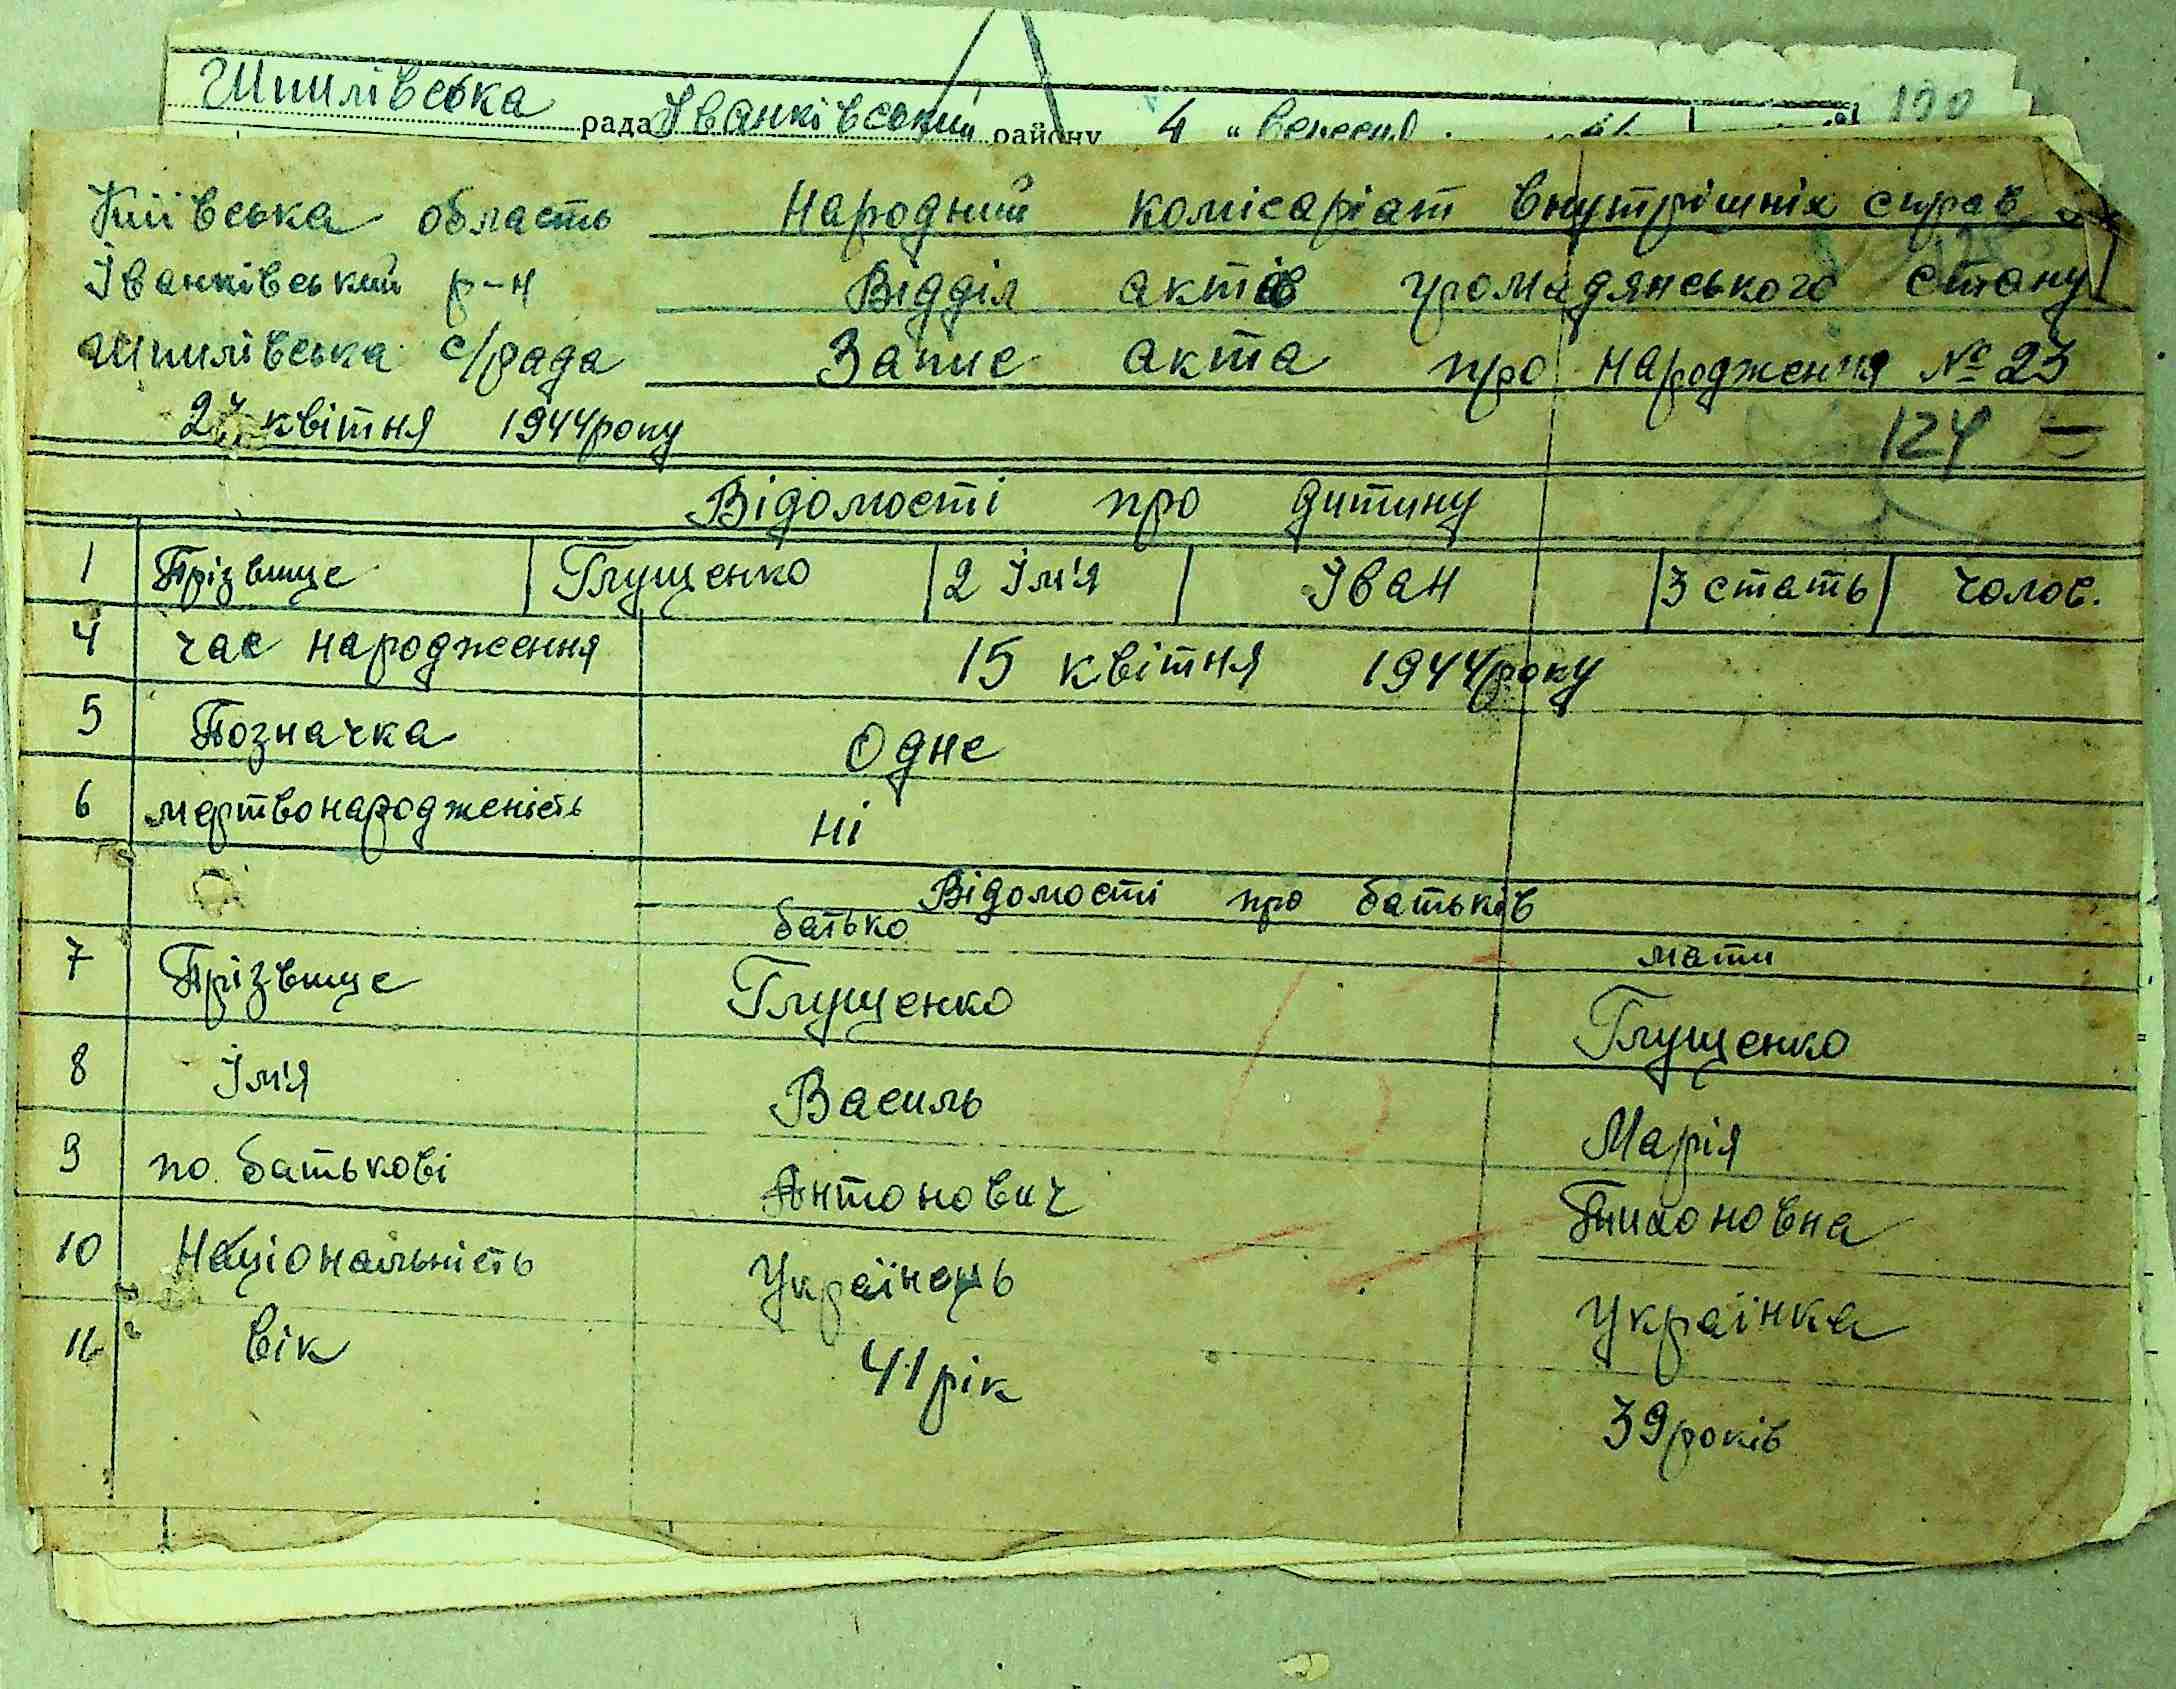 Шпилівська рада Іванківський району 4 " вересня
Київська область Народний комісаріат внутрішніх справ
Іванківський р-н Відділ актів громадянського стану
Шпилівська с/рада Запис акта про народження № 23
27 квітня 1944 року
124
Відомості про дитину
1 Прізвище Глущенко 2 Ім'я Іван 3 стать чолов.
4 час народження 15 квітня 1944 року
5 Позначка Одне
6 мертвонародженість ні
Відомості про батьків
батько мати
7 Прізвище Глущенко Глущенко
8 Ім'я Василь Марія
9 по батькові Антонович Тихоновна
10 Національність Українець Українка
11 вік 41 рік 39 років